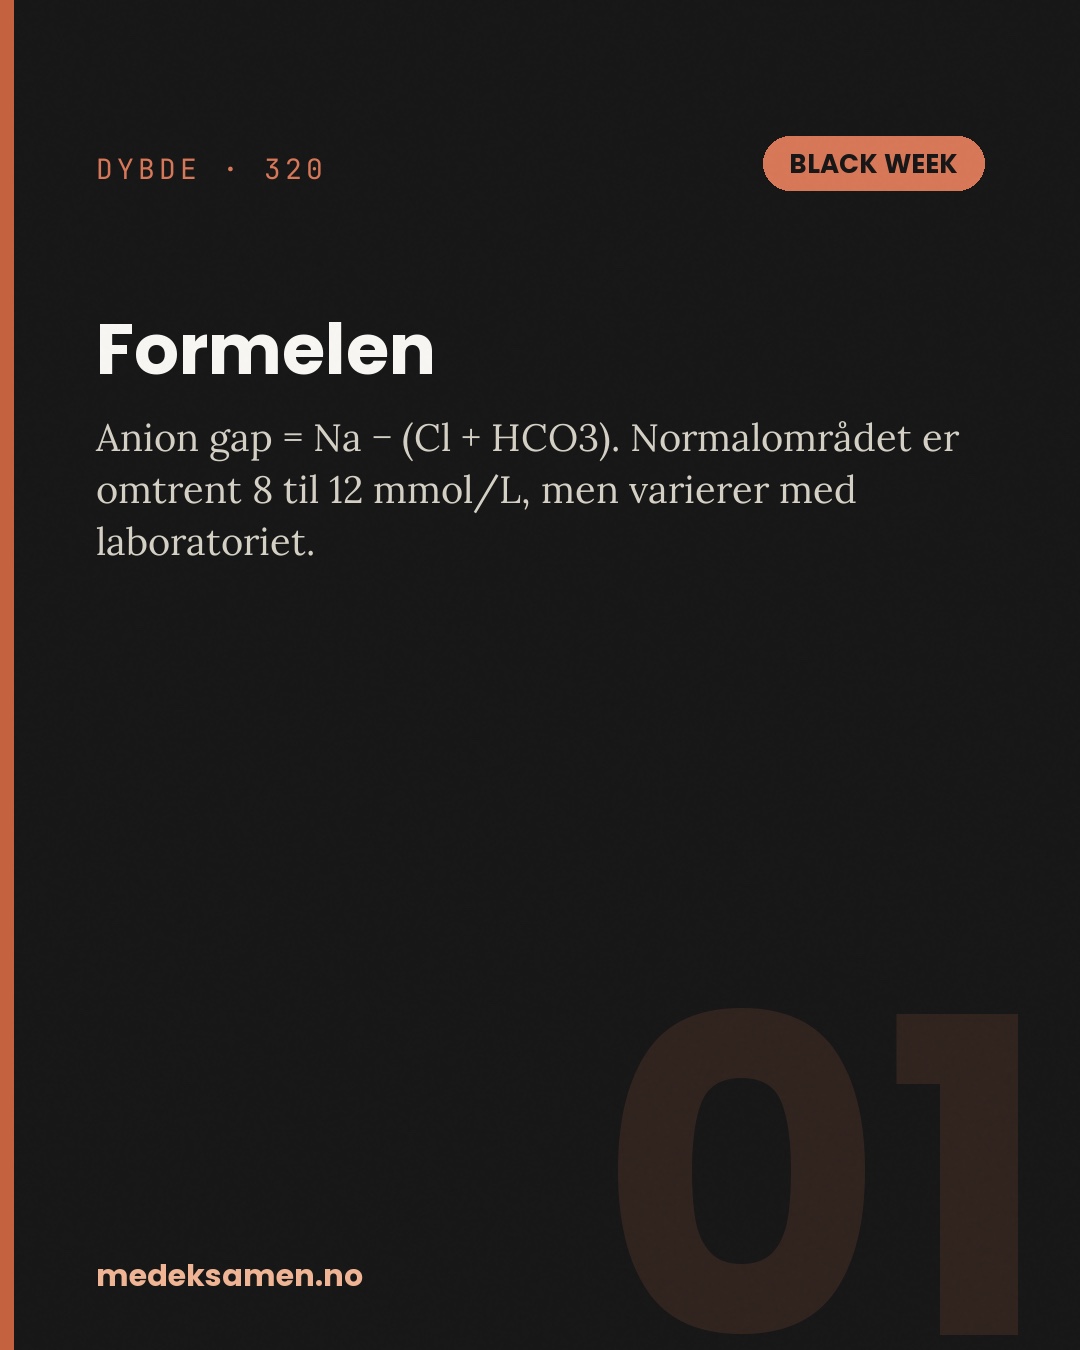 DYBDE · 320
BLACK WEEK
Formelen
Anion gap = Na − (Cl + HCO3). Normalområdet er
omtrent 8 til 12 mmol/L, men varierer med
laboratoriet.
01
medeksamen.no